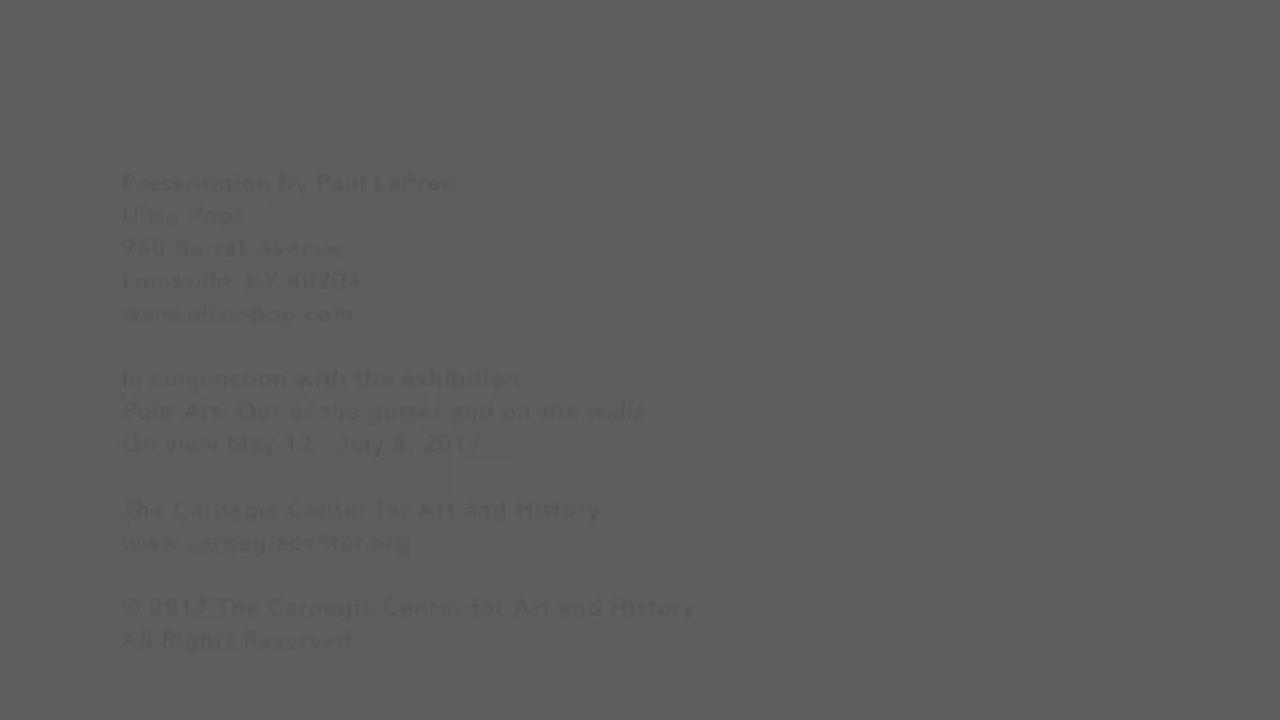 Presentation by Paul LePree
Ultra Pop!
960 Barret Avenue
Louisville, KY 40204
www.ultra-pop.com
In conjunction with the exhibition
Pulp Art: Out of the gutter and on the walls
On view May 12 - July 8, 2017
The Carnegie Center for Art and History
www.carnegiecenter.org
© 2017 The Carnegie Center for Art and History
All Rights Reserved